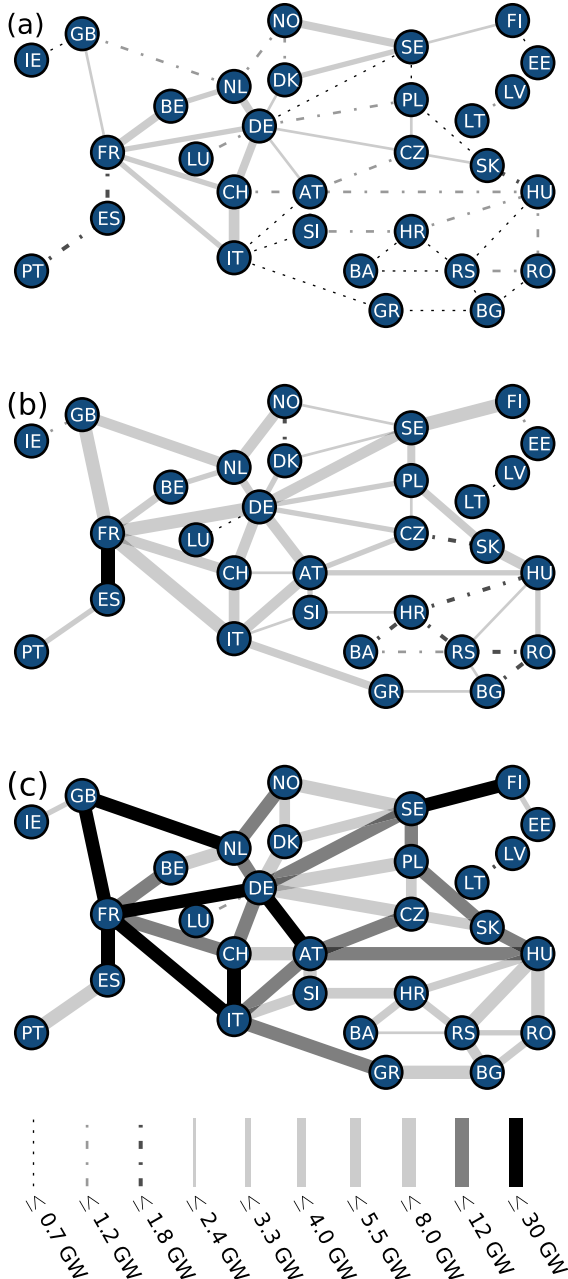 (a)
NO
SE
FI
GB
IE
EE
NL
DK
LV
BE
PL
LT
DE
FR
LU
CZ
SK
CH
AT
HU
ES
SI
HR
IT
PT
BA
RS
RO
GR
BG
(b)
NO
FI
GB
SE
IE
EE
NL
DK
LV
BE
PL
LT
DE
FR
LU
CZ
SK
CH
AT
HU
ES
SI
HR
IT
PT
BA
RS
RO
GR
BG
(c)
NO
FI
GB
SE
IE
EE
NL
DK
LV
BE
PL
LT
DE
FR
LU
CZ
SK
CH
AT
HU
ES
SI
HR
IT
PT
BA
RS
RO
GR
BG
≤ 0.7 GW
≤ 1.2 GW
≤ 1.8 GW
≤ 2.4 GW
≤ 3.3 GW
≤ 4.0 GW
≤ 5.5 GW
≤ 8.0 GW
≤ 12 GW
≤ 30 GW